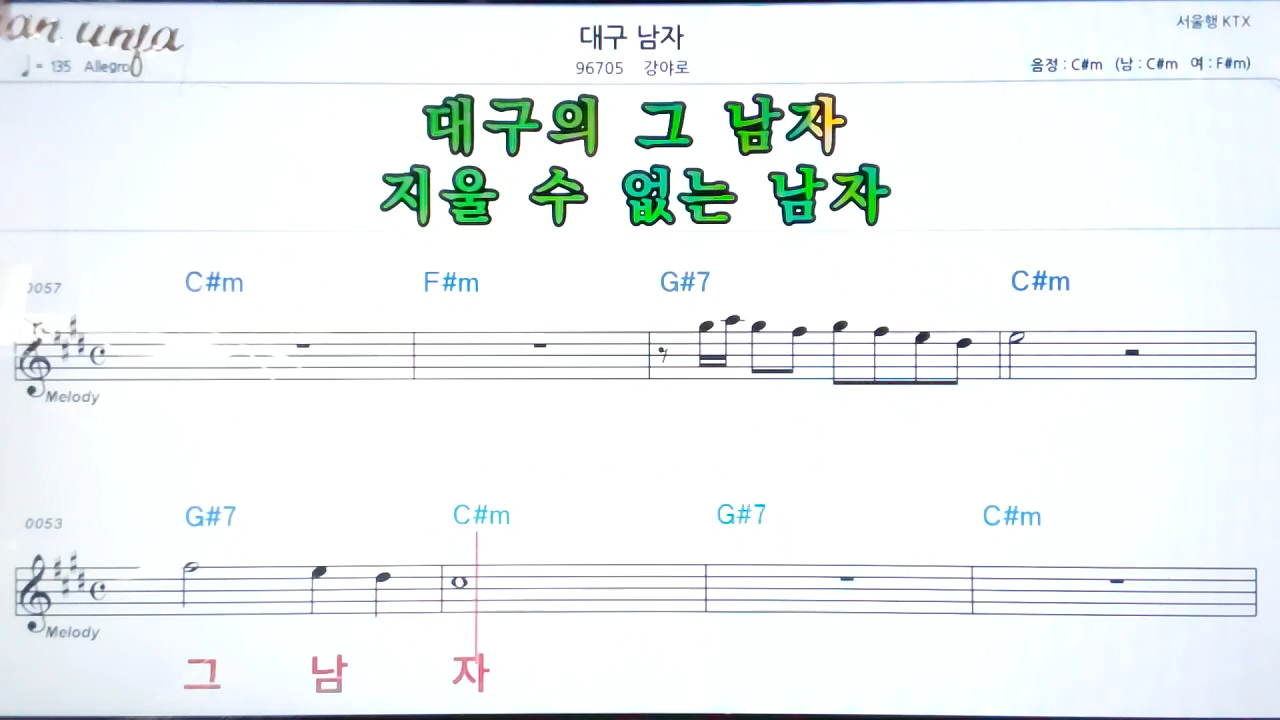 서울행 KTX
대구 남자
♩ = 135 Allegro
96705 강야로
음정 : C#m (남 : C#m 여 : F#m)
대구의 그 남자
지울 수 없는 남자
C#m F#m G#7 C#m
0057
Melody
G#7 C#m G#7 C#m
0053
Melody
그 남 자